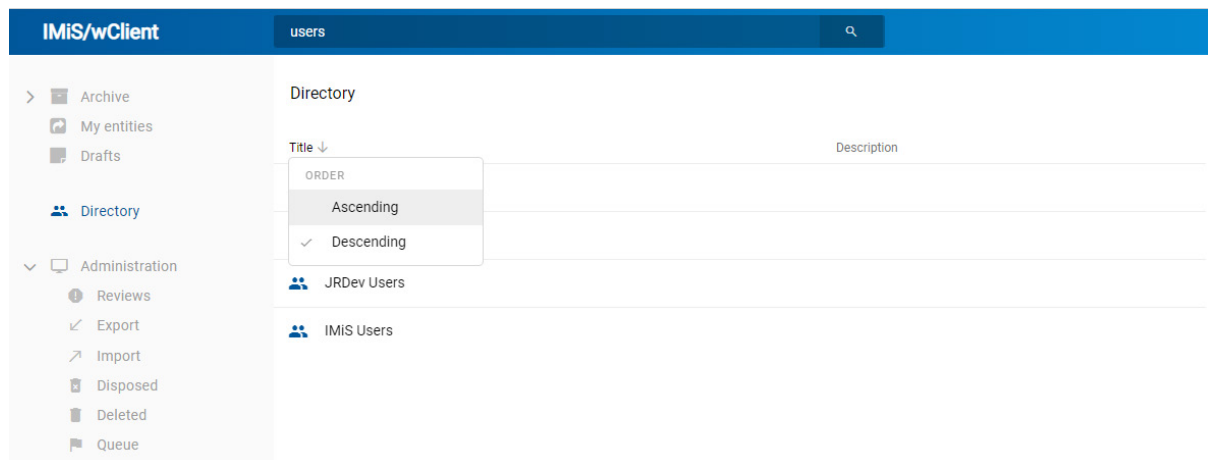 IMiS/wClient
users
Archive
My entities
Drafts
Directory
Administration
Reviews
Export
Import
Disposed
Deleted
Queue
Directory
Title
Description
ORDER
Ascending
Descending
JRDev Users
IMiS Users